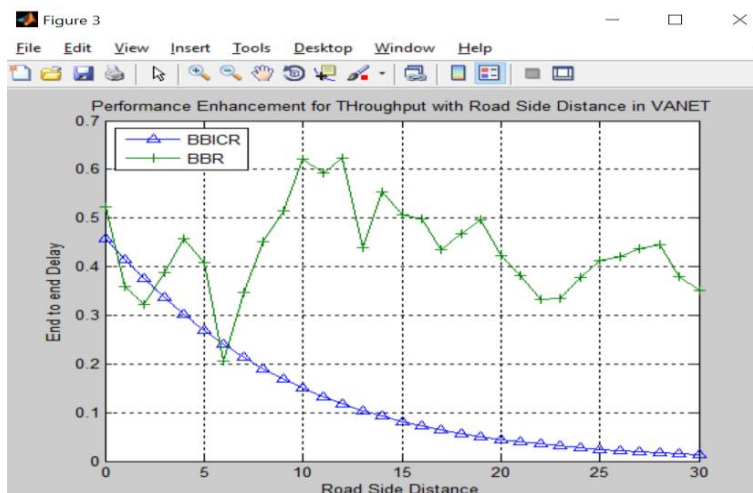 Figure 3
File Edit View Insert Tools Desktop Window Help
Performance Enhancement for THroughput with Road Side Distance in VANET
BBICR
BBR
End to end Delay
0.7
0.6
0.5
0.4
0.3
0.2
0.1
0
0 5 10 15 20 25 30
Road Side Distance